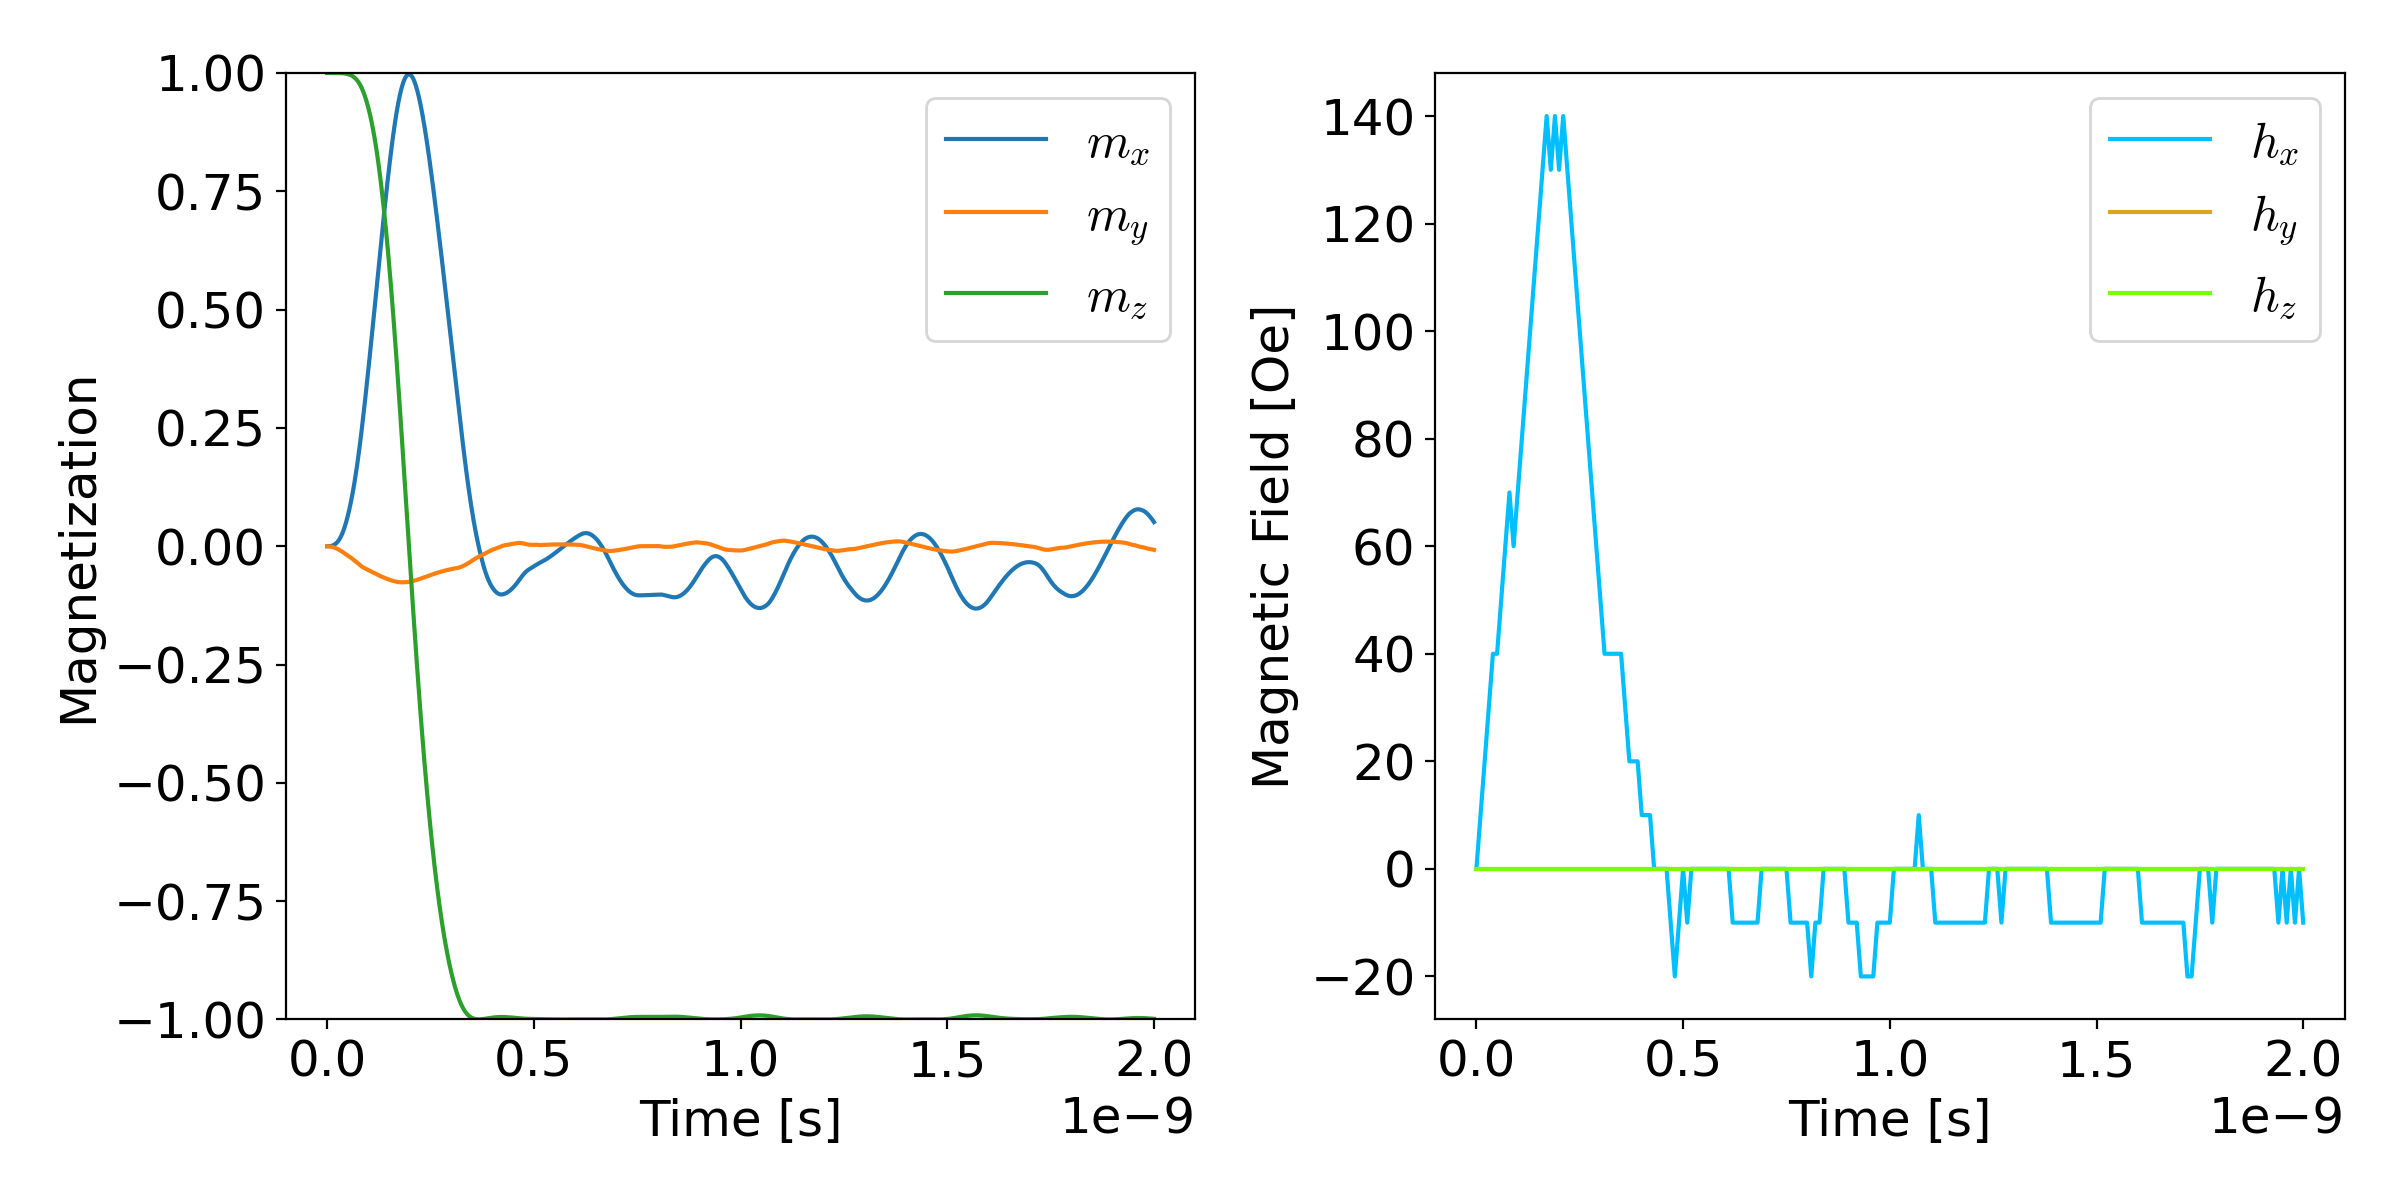 1.00
0.75
0.50
0.25
0.00
−0.25
−0.50
−0.75
−1.00
Magnetization
0.0 0.5 1.0 1.5 2.0
Time [s]
1e−9
m_x
m_y
m_z
140
120
100
80
60
40
20
0
−20
Magnetic Field [Oe]
0.0 0.5 1.0 1.5 2.0
Time [s]
1e−9
h_x
h_y
h_z